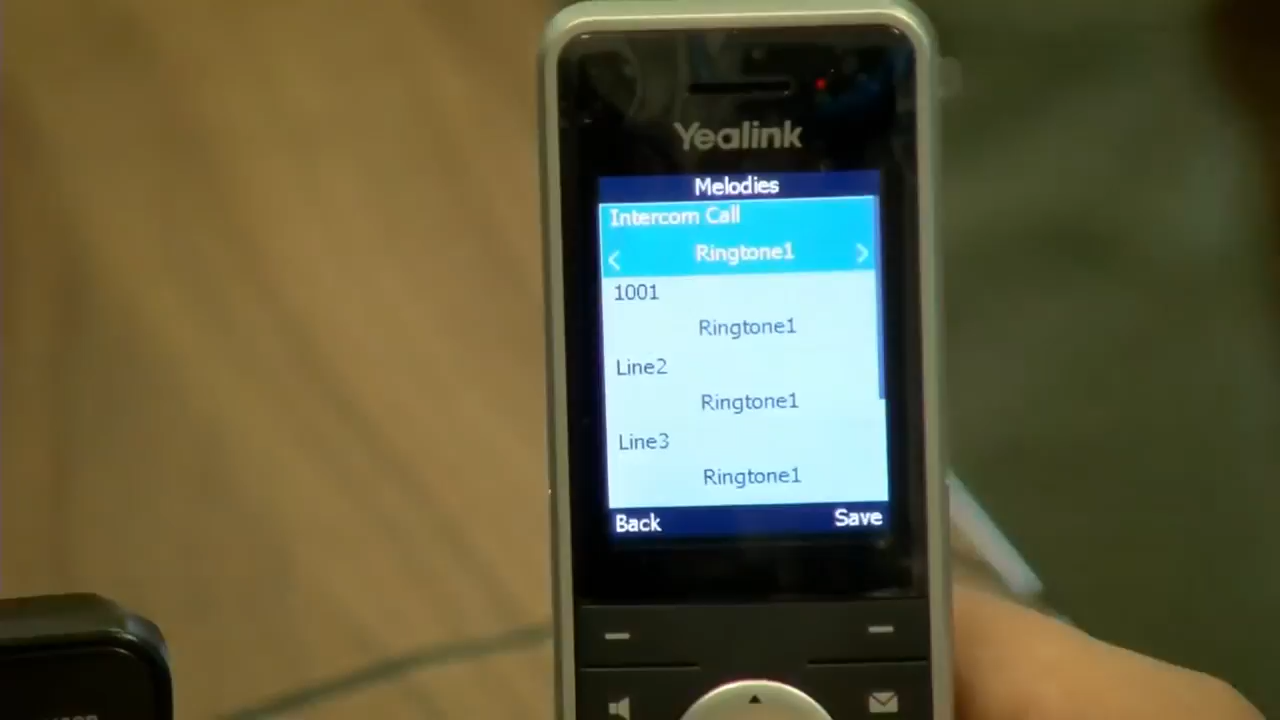 Yealink
Melodies
Intercom Call
< Ringtone1 >
1001
Ringtone1
Line2
Ringtone1
Line3
Ringtone1
Back Save